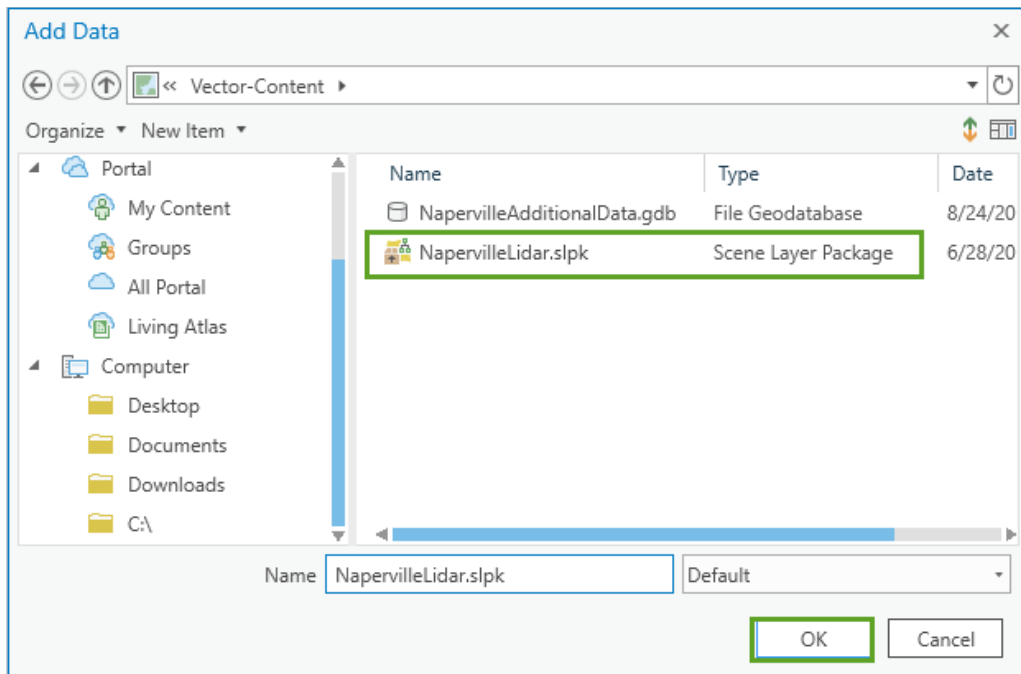 Add Data
« Vector-Content
Organize New Item
Portal
My Content
Groups
All Portal
Living Atlas
Computer
Desktop
Documents
Downloads
C:\
Name Type Date
NapervilleAdditionalData.gdb File Geodatabase 8/24/20
NapervilleLidar.slpk Scene Layer Package 6/28/20
Name NapervilleLidar.slpk Default
OK Cancel